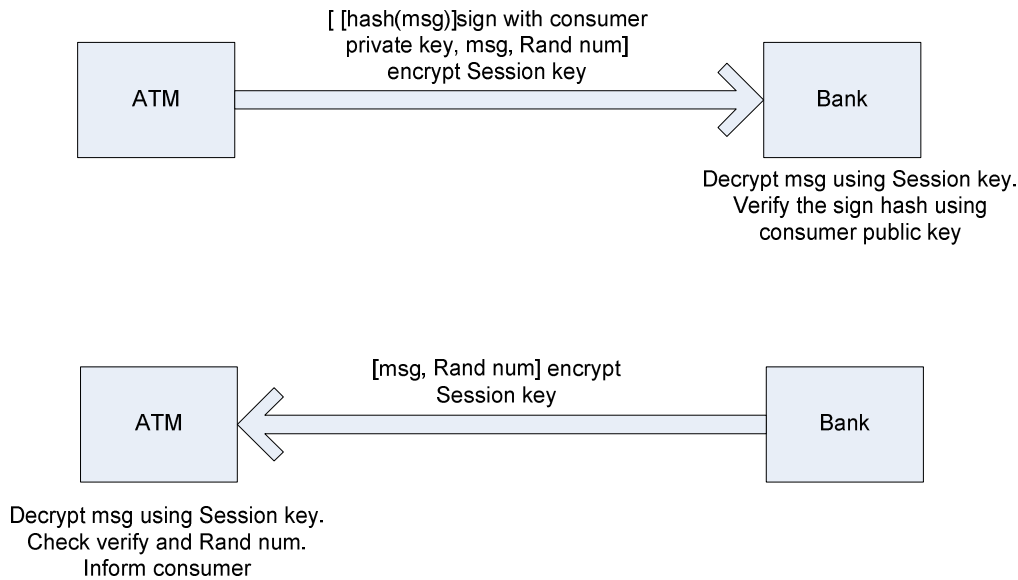 [ [hash(msg)]sign with consumer
private key, msg, Rand num]
encrypt Session key
ATM
Bank
Decrypt msg using Session key.
Verify the sign hash using
consumer public key
[msg, Rand num] encrypt
Session key
ATM
Bank
Decrypt msg using Session key.
Check verify and Rand num.
Inform consumer